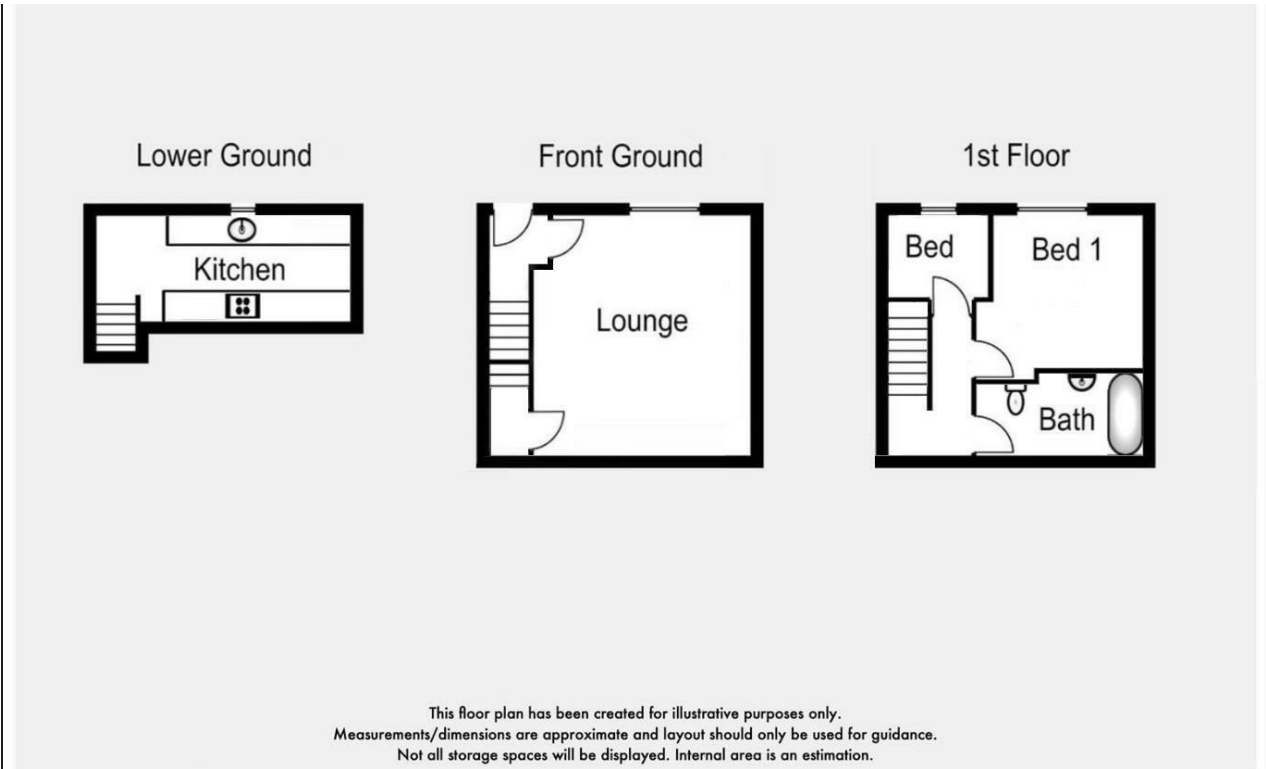 Lower Ground
Front Ground
1st Floor
Kitchen
Lounge
Bed
Bed 1
Bath
This floor plan has been created for illustrative purposes only.
Measurements/dimensions are approximate and layout should only be used for guidance.
Not all storage spaces will be displayed. Internal area is an estimation.